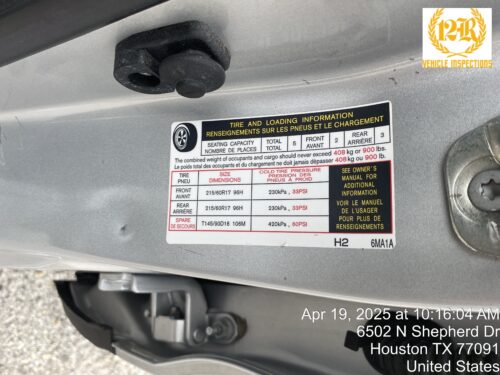 12R
VEHICLE INSPECTIONS
TIRE AND LOADING INFORMATION
RENSEIGNEMENTS SUR LES PNEUS ET LE CHARGEMENT
SEATING CAPACITY TOTAL 5 FRONT 2 REAR 3
NOMBRE DE PLACES TOTAL AVANT ARRIÈRE
The combined weight of occupants and cargo should never exceed 408 kg or 900 lbs.
Le poids total des occupants et du chargement ne doit jamais dépasser 408 kg ou 900 lb.
TIRE SIZE COLD TIRE PRESSURE
PNEU DIMENSIONS PRESSION DES PNEUS À FROID
FRONT
AVANT 215/60R17 96H 230kPa, 33PSI
REAR
ARRIÈRE 215/60R17 96H 230kPa, 33PSI
SPARE
DE SECOURS T145/90D16 106M 420kPa, 60PSI
SEE OWNER'S
MANUAL FOR
ADDITIONAL
INFORMATION
VOIR LE MANUEL
DE L'USAGER
POUR PLUS DE
RENSEIGNEMENTS
H2 6MA1A
Apr 19, 2025 at 10:16:04 AM
6502 N Shepherd Dr
Houston TX 77091
United States